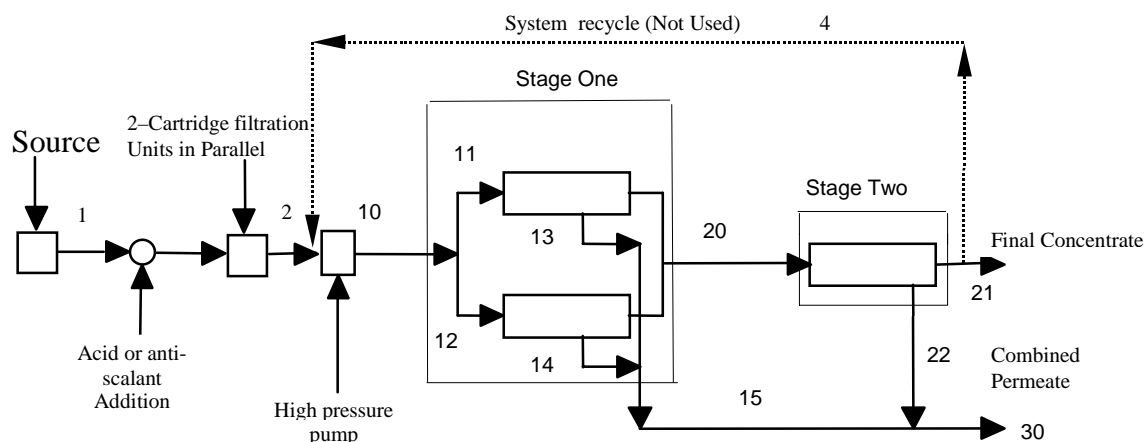 System recycle (Not Used) 4
Stage One
2–Cartridge filtration
Units in Parallel
Source
11
Stage Two
1
2
10
13
20
Final Concentrate
21
12
14
22
Acid or anti-
scalant
Addition
Combined
Permeate
High pressure
pump
15
30